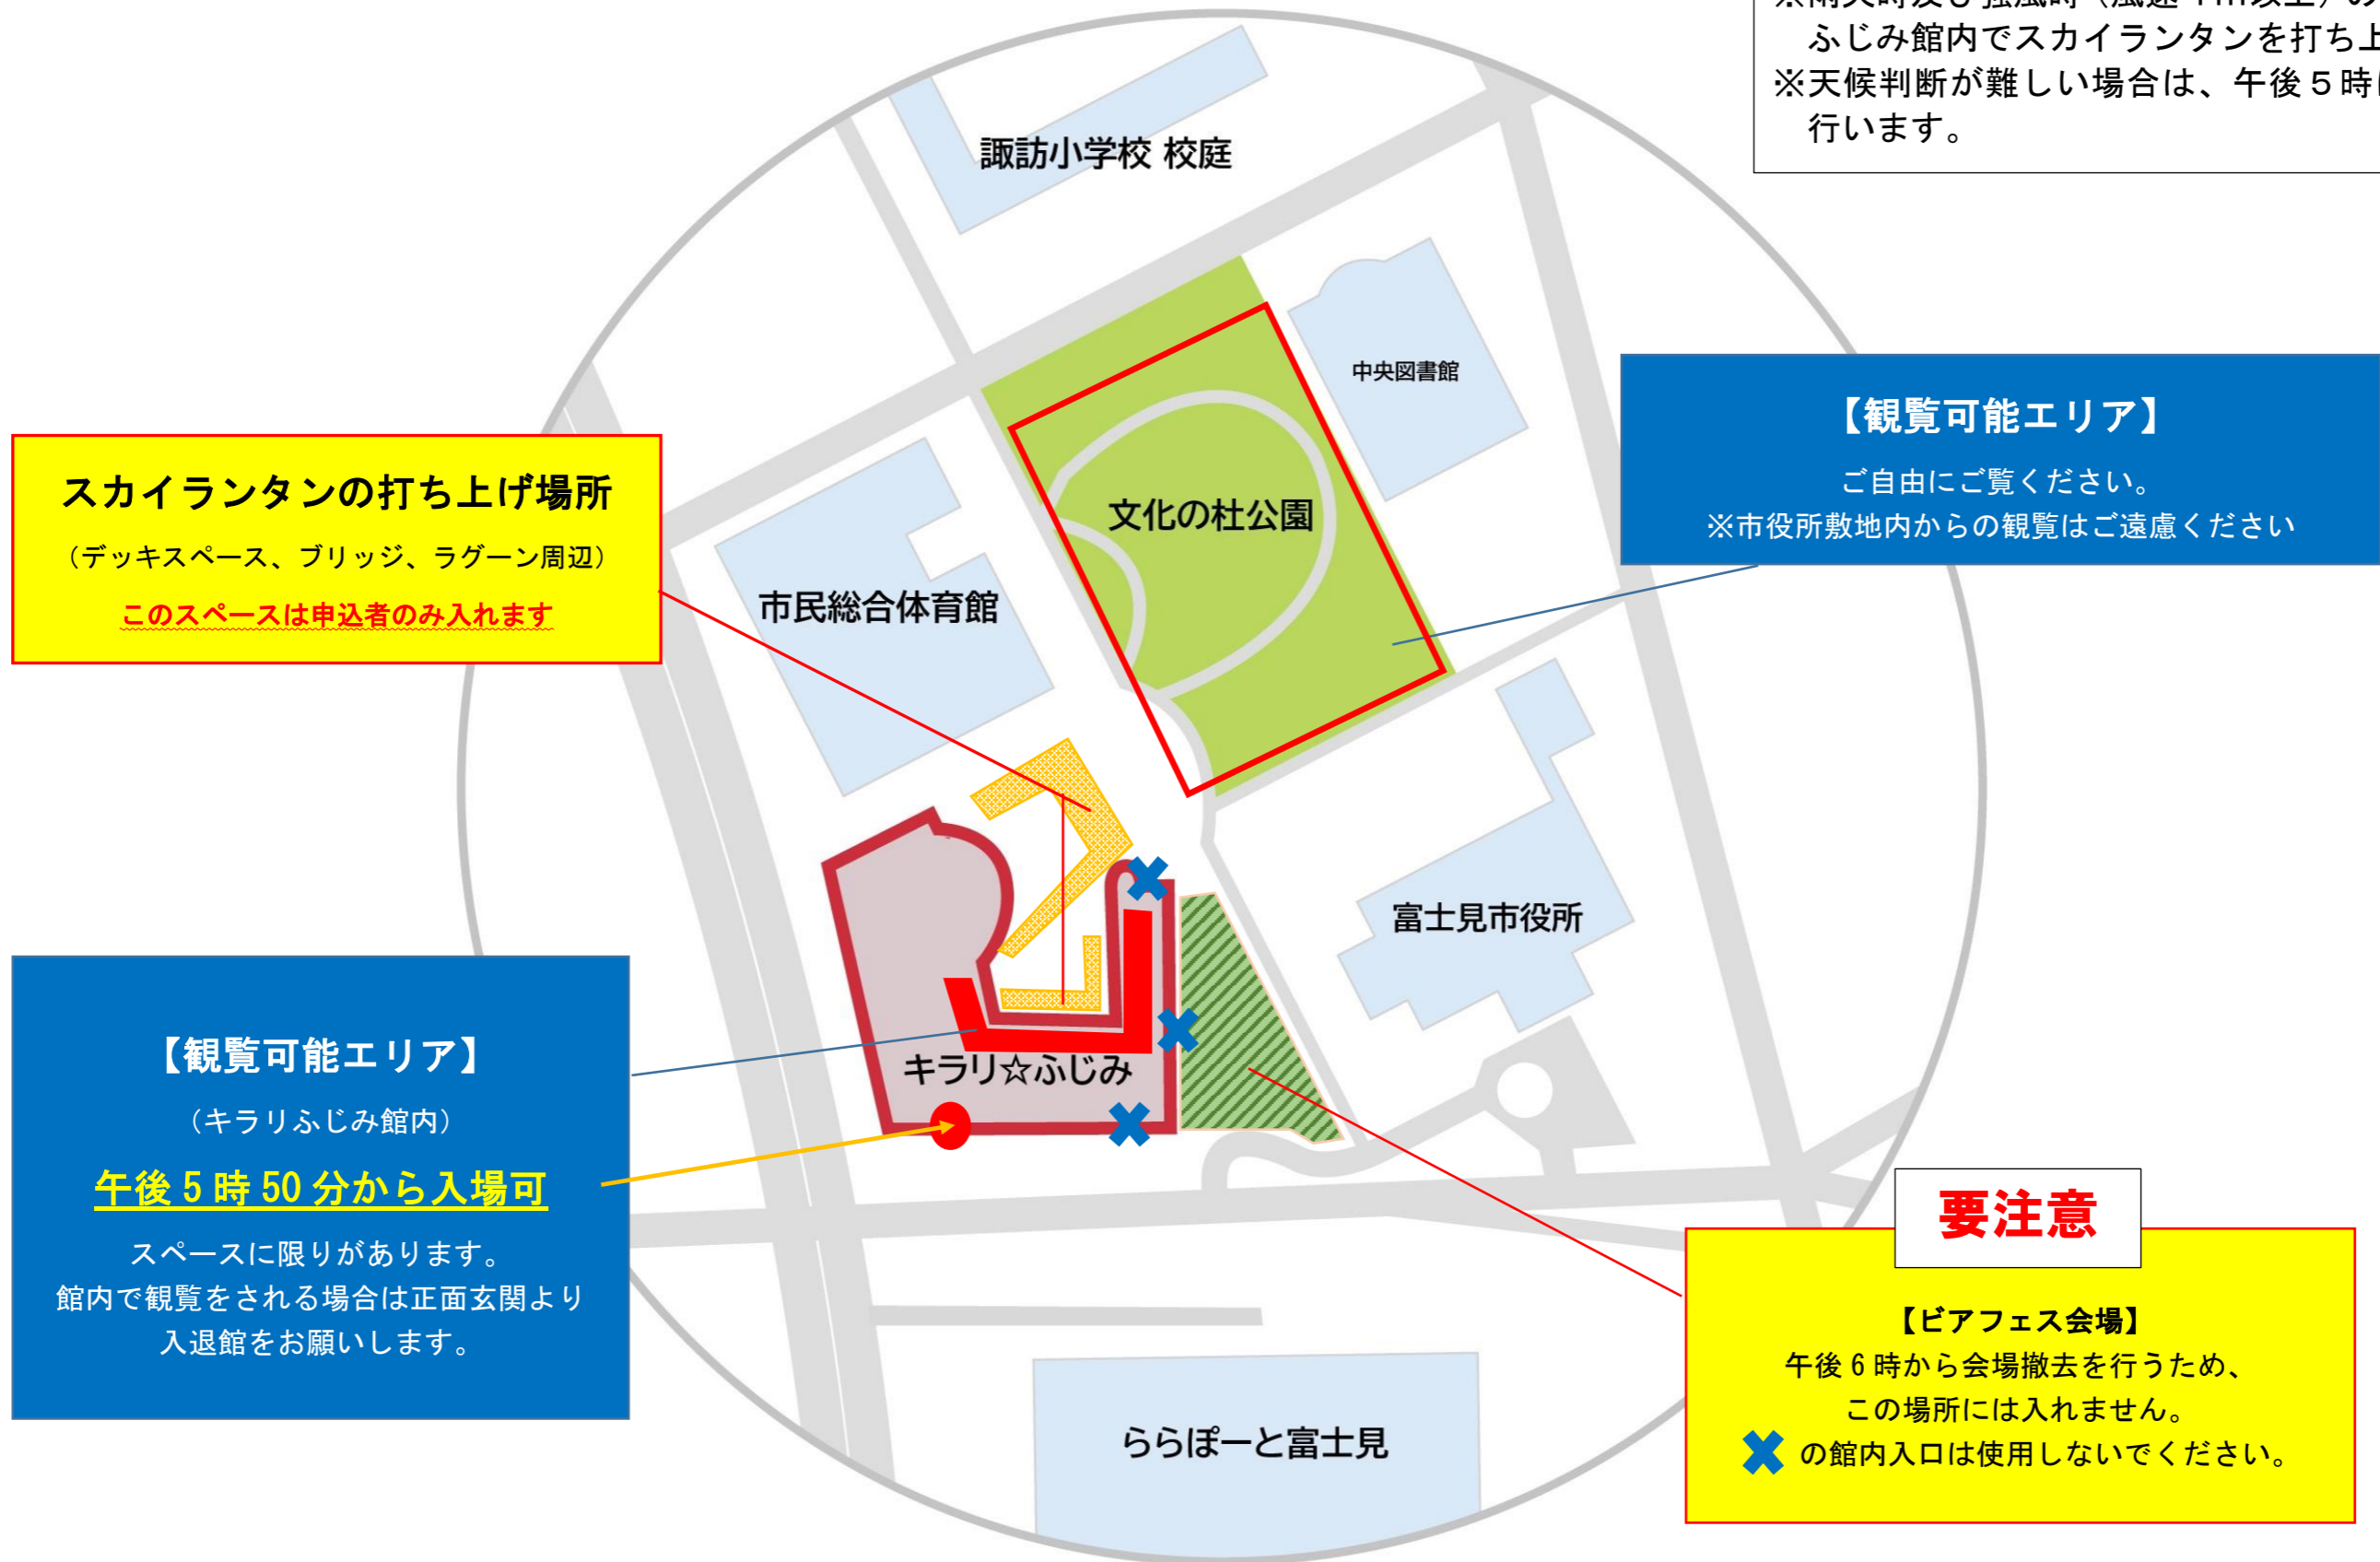 ふじみ館内でスカイランタンを打ち上
※天候判断が難しい場合は、午後5時
行います。
諏訪小学校 校庭
中央図書館
【観覧可能エリア】
ご自由にご覧ください。
※市役所敷地内からの観覧はご遠慮ください
スカイランタンの打ち上げ場所
（デッキスペース、ブリッジ、ラグーン周辺）
このスペースは申込者のみ入れます
文化の杜公園
市民総合体育館
富士見市役所
【観覧可能エリア】
（キラリふじみ館内）
午後5時50分から入場可
スペースに限りがあります。
館内で観覧をされる場合は正面玄関より
入退館をお願いします。
キラリ☆ふじみ
要注意
【ビアフェス会場】
午後6時から会場撤去を行うため、
この場所には入れません。
✖の館内入口は使用しないでください。
ららぽーと富士見